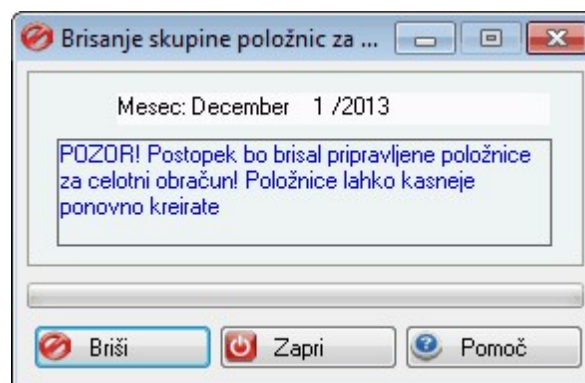 Brisanje skupine položnic za ...
Mesec: December 1 /2013
POZOR! Postopek bo brisal pripravljene položnice
za celotni obračun! Položnice lahko kasneje
ponovno kreirate
Briši
Zapri
Pomoč